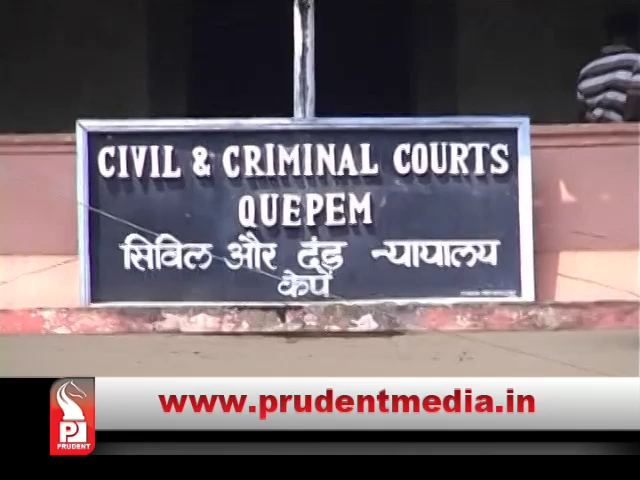 CIVIL & CRIMINAL COURTS
QUEPEM
सिविल और दंड न्यायालय
केपें
www.prudentmedia.in
P
PRUDENT